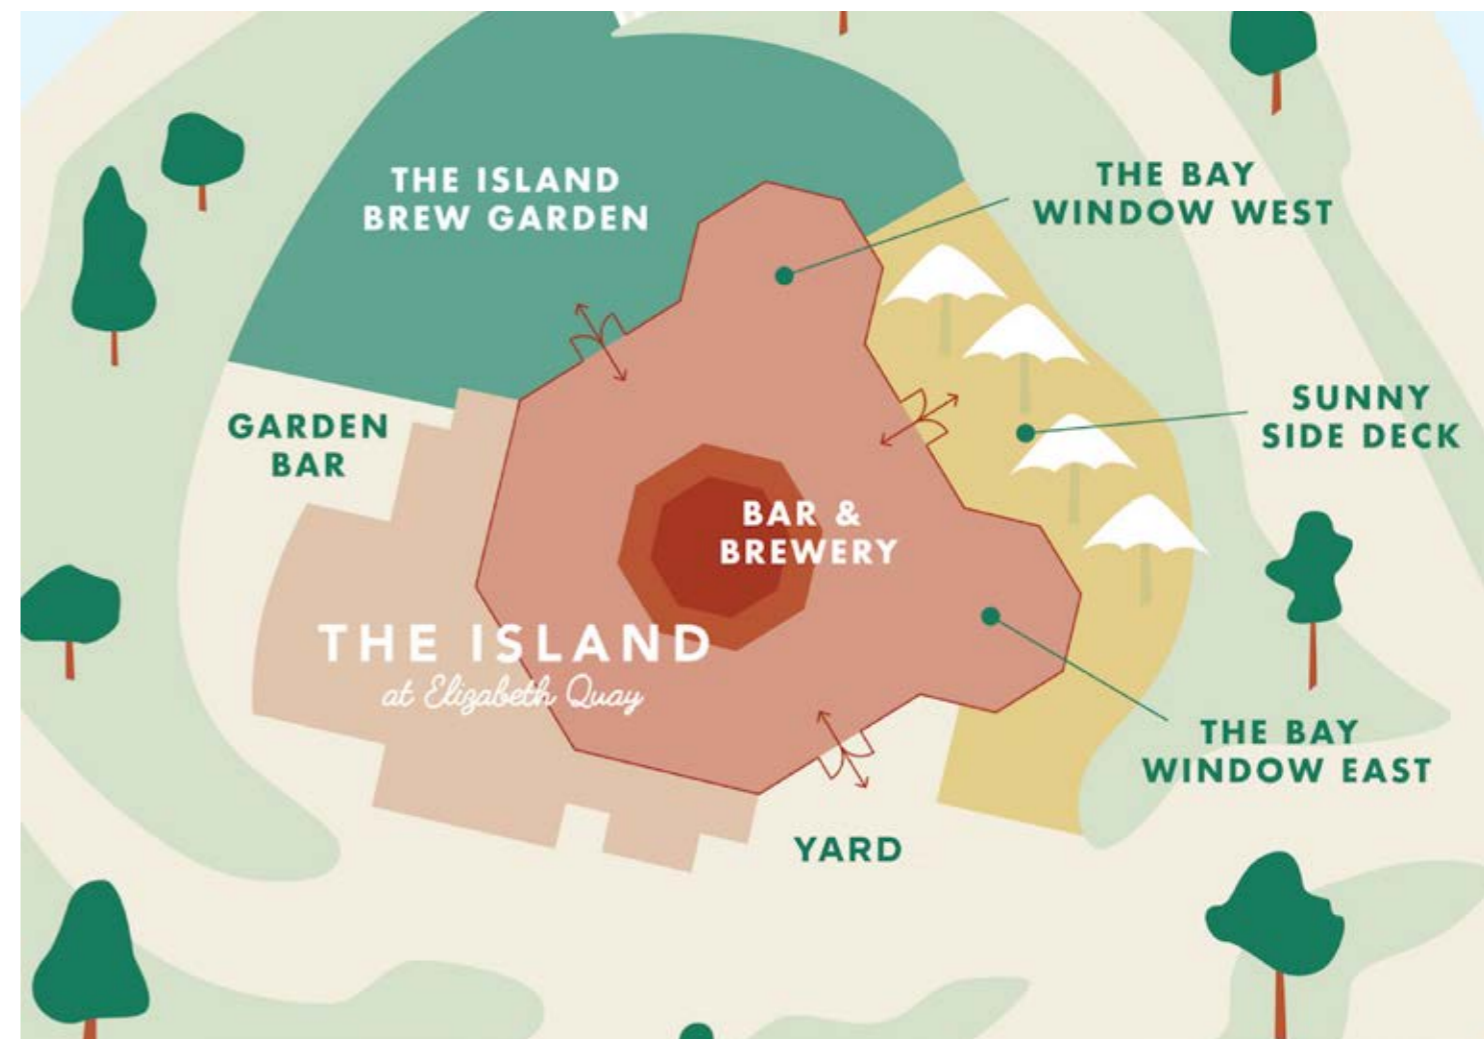 THE ISLAND
BREW GARDEN
THE BAY
WINDOW WEST
GARDEN
BAR
SUNNY
SIDE DECK
BAR &
BREWERY
THE ISLAND
at Elizabeth Quay
THE BAY
WINDOW EAST
YARD